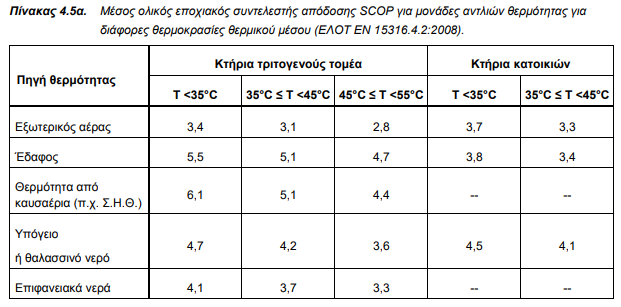 Πίνακας 4.5α. Μέσος ολικός εποχιακός συντελεστής απόδοσης SCOP για μονάδες αντλιών θερμότητας για
διάφορες θερμοκρασίες θερμικού μέσου (ΕΛΟΤ EN 15316.4.2:2008).
Πηγή θερμότητας Κτήρια τριτογενούς τομέα Κτήρια κατοικιών
T <35°C 35°C ≤ T <45°C 45°C ≤ T <55°C T <35°C 35°C ≤ T <45°C
Εξωτερικός αέρας 3,4 3,1 2,8 3,7 3,3
Έδαφος 5,5 5,1 4,7 3,8 3,4
Θερμότητα από
καυσαέρια (π.χ. Σ.Η.Θ.) 6,1 5,1 4,4 -- --
Υπόγειο
ή θαλασσινό νερό 4,7 4,2 3,6 4,5 4,1
Επιφανειακά νερά 4,1 3,7 3,3 -- --